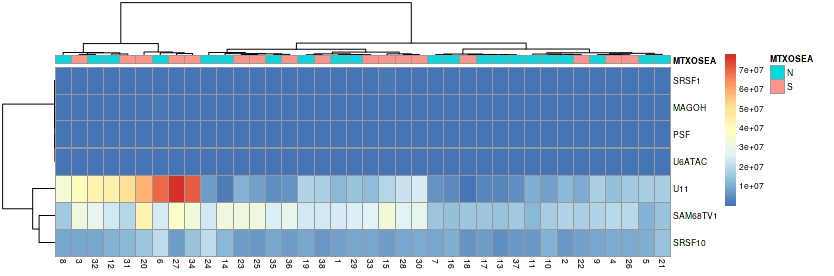 MTXOSEA
MTXOSEA
N
S
7e+07
6e+07
5e+07
4e+07
3e+07
2e+07
1e+07
SRSF1
MAGOH
PSF
U6ATAC
U11
SAM68TV1
SRSF10
8 3 32 12 31 20 6 27 34 24 14 23 25 35 36 19 38 1 29 33 15 28 30 7 16 18 17 13 37 11 10 2 22 9 4 26 5 21